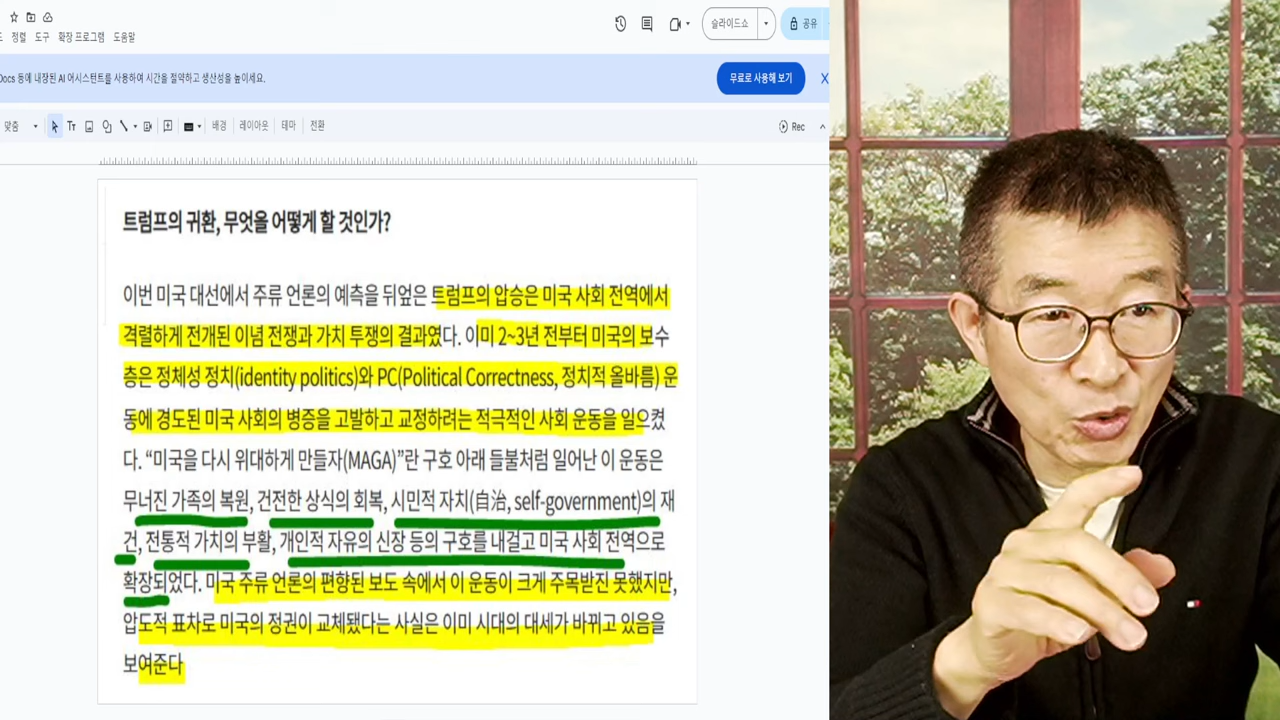 정렬 도구 확장 프로그램 도움말
슬라이드쇼
공유
Docs 등에 내장된 AI 어시스턴트를 사용하여 시간을 절약하고 생산성을 높이세요.
무료로 사용해 보기
맞춤
배경 레이아웃 테마 전환
Rec
트럼프의 귀환, 무엇을 어떻게 할 것인가?
이번 미국 대선에서 주류 언론의 예측을 뒤엎은 트럼프의 압승은 미국 사회 전역에서
격렬하게 전개된 이념 전쟁과 가치 투쟁의 결과였다. 이미 2~3년 전부터 미국의 보수
층은 정체성 정치(identity politics)와 PC(Political Correctness, 정치적 올바름) 운
동에 경도된 미국 사회의 병증을 고발하고 교정하려는 적극적인 사회 운동을 일으켰
다. “미국을 다시 위대하게 만들자(MAGA)”란 구호 아래 들불처럼 일어난 이 운동은
무너진 가족의 복원, 건전한 상식의 회복, 시민적 자치(自治, self-government)의 재
건, 전통적 가치의 부활, 개인적 자유의 신장 등의 구호를 내걸고 미국 사회 전역으로
확장되었다. 미국 주류 언론의 편향된 보도 속에서 이 운동이 크게 주목받진 못했지만,
압도적 표차로 미국의 정권이 교체됐다는 사실은 이미 시대의 대세가 바뀌고 있음을
보여준다